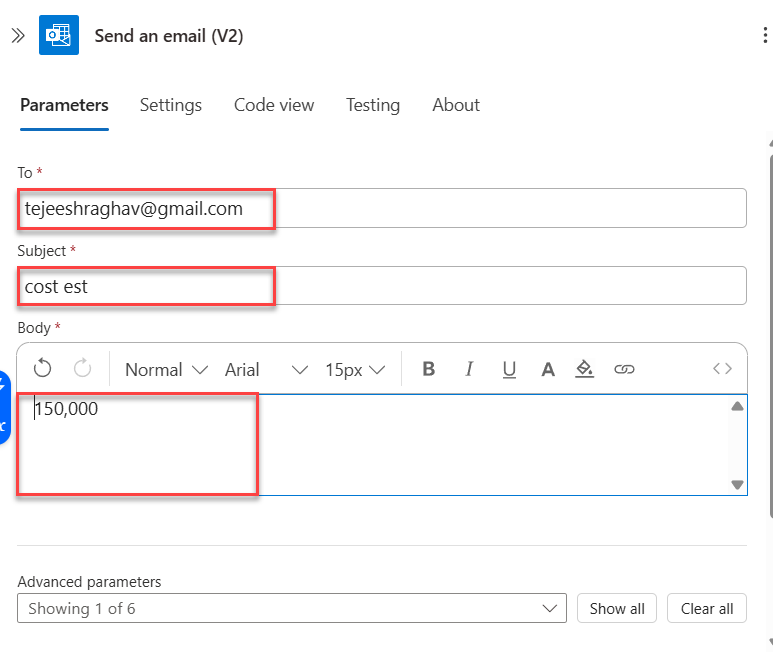 Send an email (V2)
Parameters Settings Code view Testing About
To *
tejeeshraghav@gmail.com
Subject *
cost est
Body *
Normal Arial 15px B I U A
150,000
Advanced parameters
Showing 1 of 6 Show all Clear all